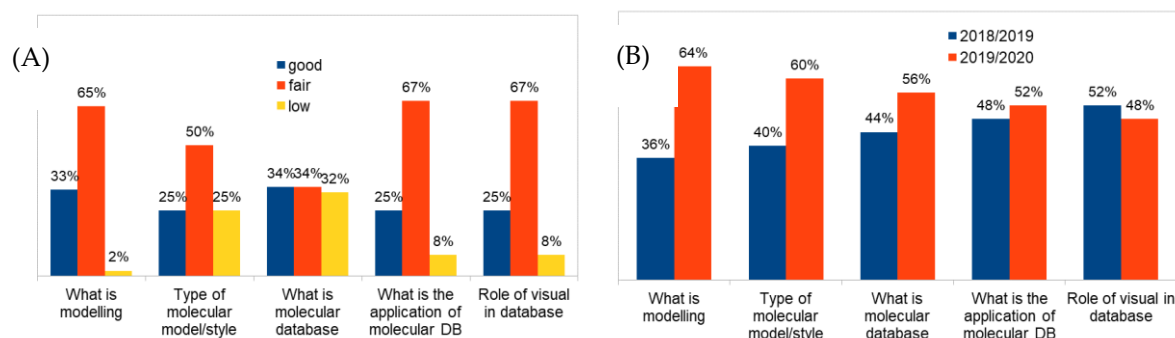 (A)
good
fair
low
33%
65%
2%
25%
50%
25%
34%
34%
32%
25%
67%
8%
25%
67%
8%
What is
modelling
Type of
molecular
model/style
What is
molecular
database
What is the
application of
molecular DB
Role of visual
in database
(B)
2018/2019
2019/2020
36%
64%
40%
60%
44%
56%
48%
52%
52%
48%
What is
modelling
Type of
molecular
model/style
What is
molecular
database
What is the
application of
molecular DB
Role of visual in
database